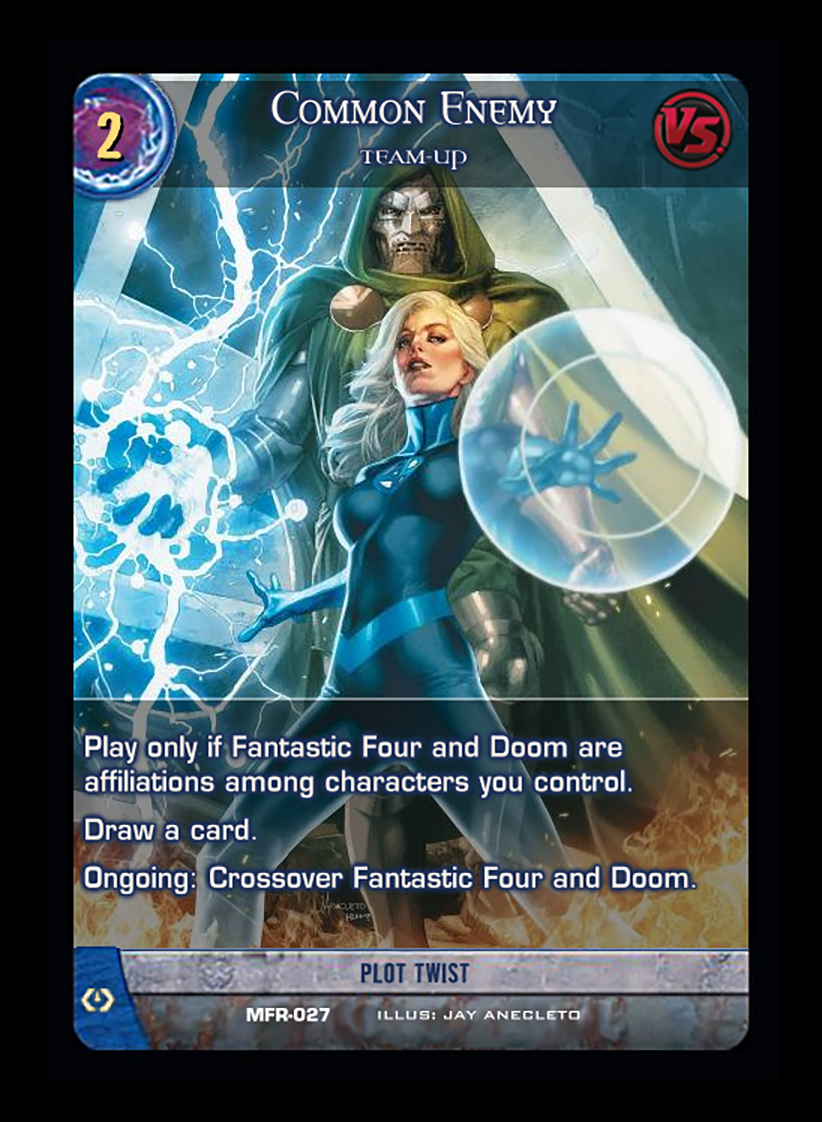 2
Common Enemy
VS.
TEAM-UP
Play only if Fantastic Four and Doom are
affiliations among characters you control.
Draw a card.
Ongoing: Crossover Fantastic Four and Doom.
PLOT TWIST
MFR-027 ILLUS: JAY ANECLETO